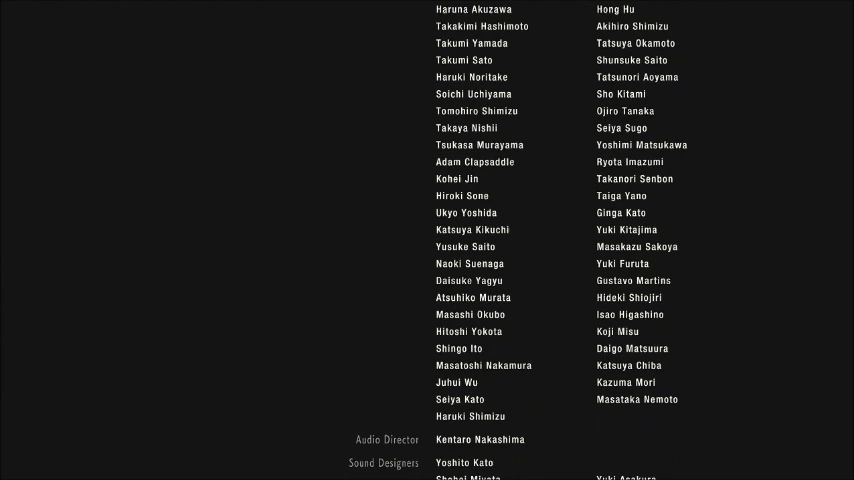 Haruna Akuzawa Hong Hu
Takakimi Hashimoto Akihiro Shimizu
Takumi Yamada Tatsuya Okamoto
Takumi Sato Shunsuke Saito
Haruki Noritake Tatsunori Aoyama
Soichi Uchiyama Sho Kitami
Tomohiro Shimizu Ojiro Tanaka
Takaya Nishii Seiya Sugo
Tsukasa Murayama Yoshimi Matsukawa
Adam Clapsaddle Ryota Imazumi
Kohei Jin Takanori Senbon
Hiroki Sone Taiga Yano
Ukyo Yoshida Ginga Kato
Katsuya Kikuchi Yuki Kitajima
Yusuke Saito Masakazu Sakoya
Naoki Suenaga Yuki Furuta
Daisuke Yagyu Gustavo Martins
Atsuhiko Murata Hideki Shiojiri
Masashi Okubo Isao Higashino
Hitoshi Yokota Koji Misu
Shingo Ito Daigo Matsuura
Masatoshi Nakamura Katsuya Chiba
Juhui Wu Kazuma Mori
Seiya Kato Masataka Nemoto
Haruki Shimizu
Audio Director Kentaro Nakashima
Sound Designers Yoshito Kato
Shohei Miyata Yuki Asakura